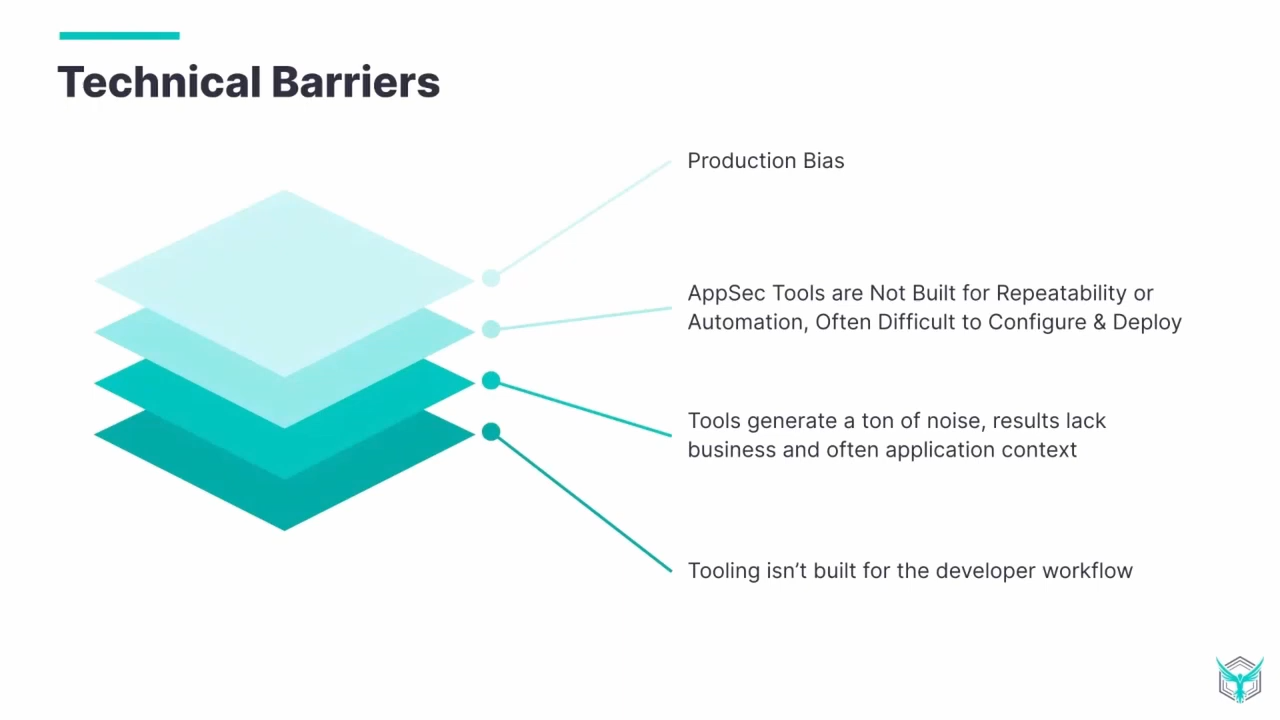 Technical Barriers
Production Bias
AppSec Tools are Not Built for Repeatability or
Automation, Often Difficult to Configure & Deploy
Tools generate a ton of noise, results lack
business and often application context
Tooling isn’t built for the developer workflow